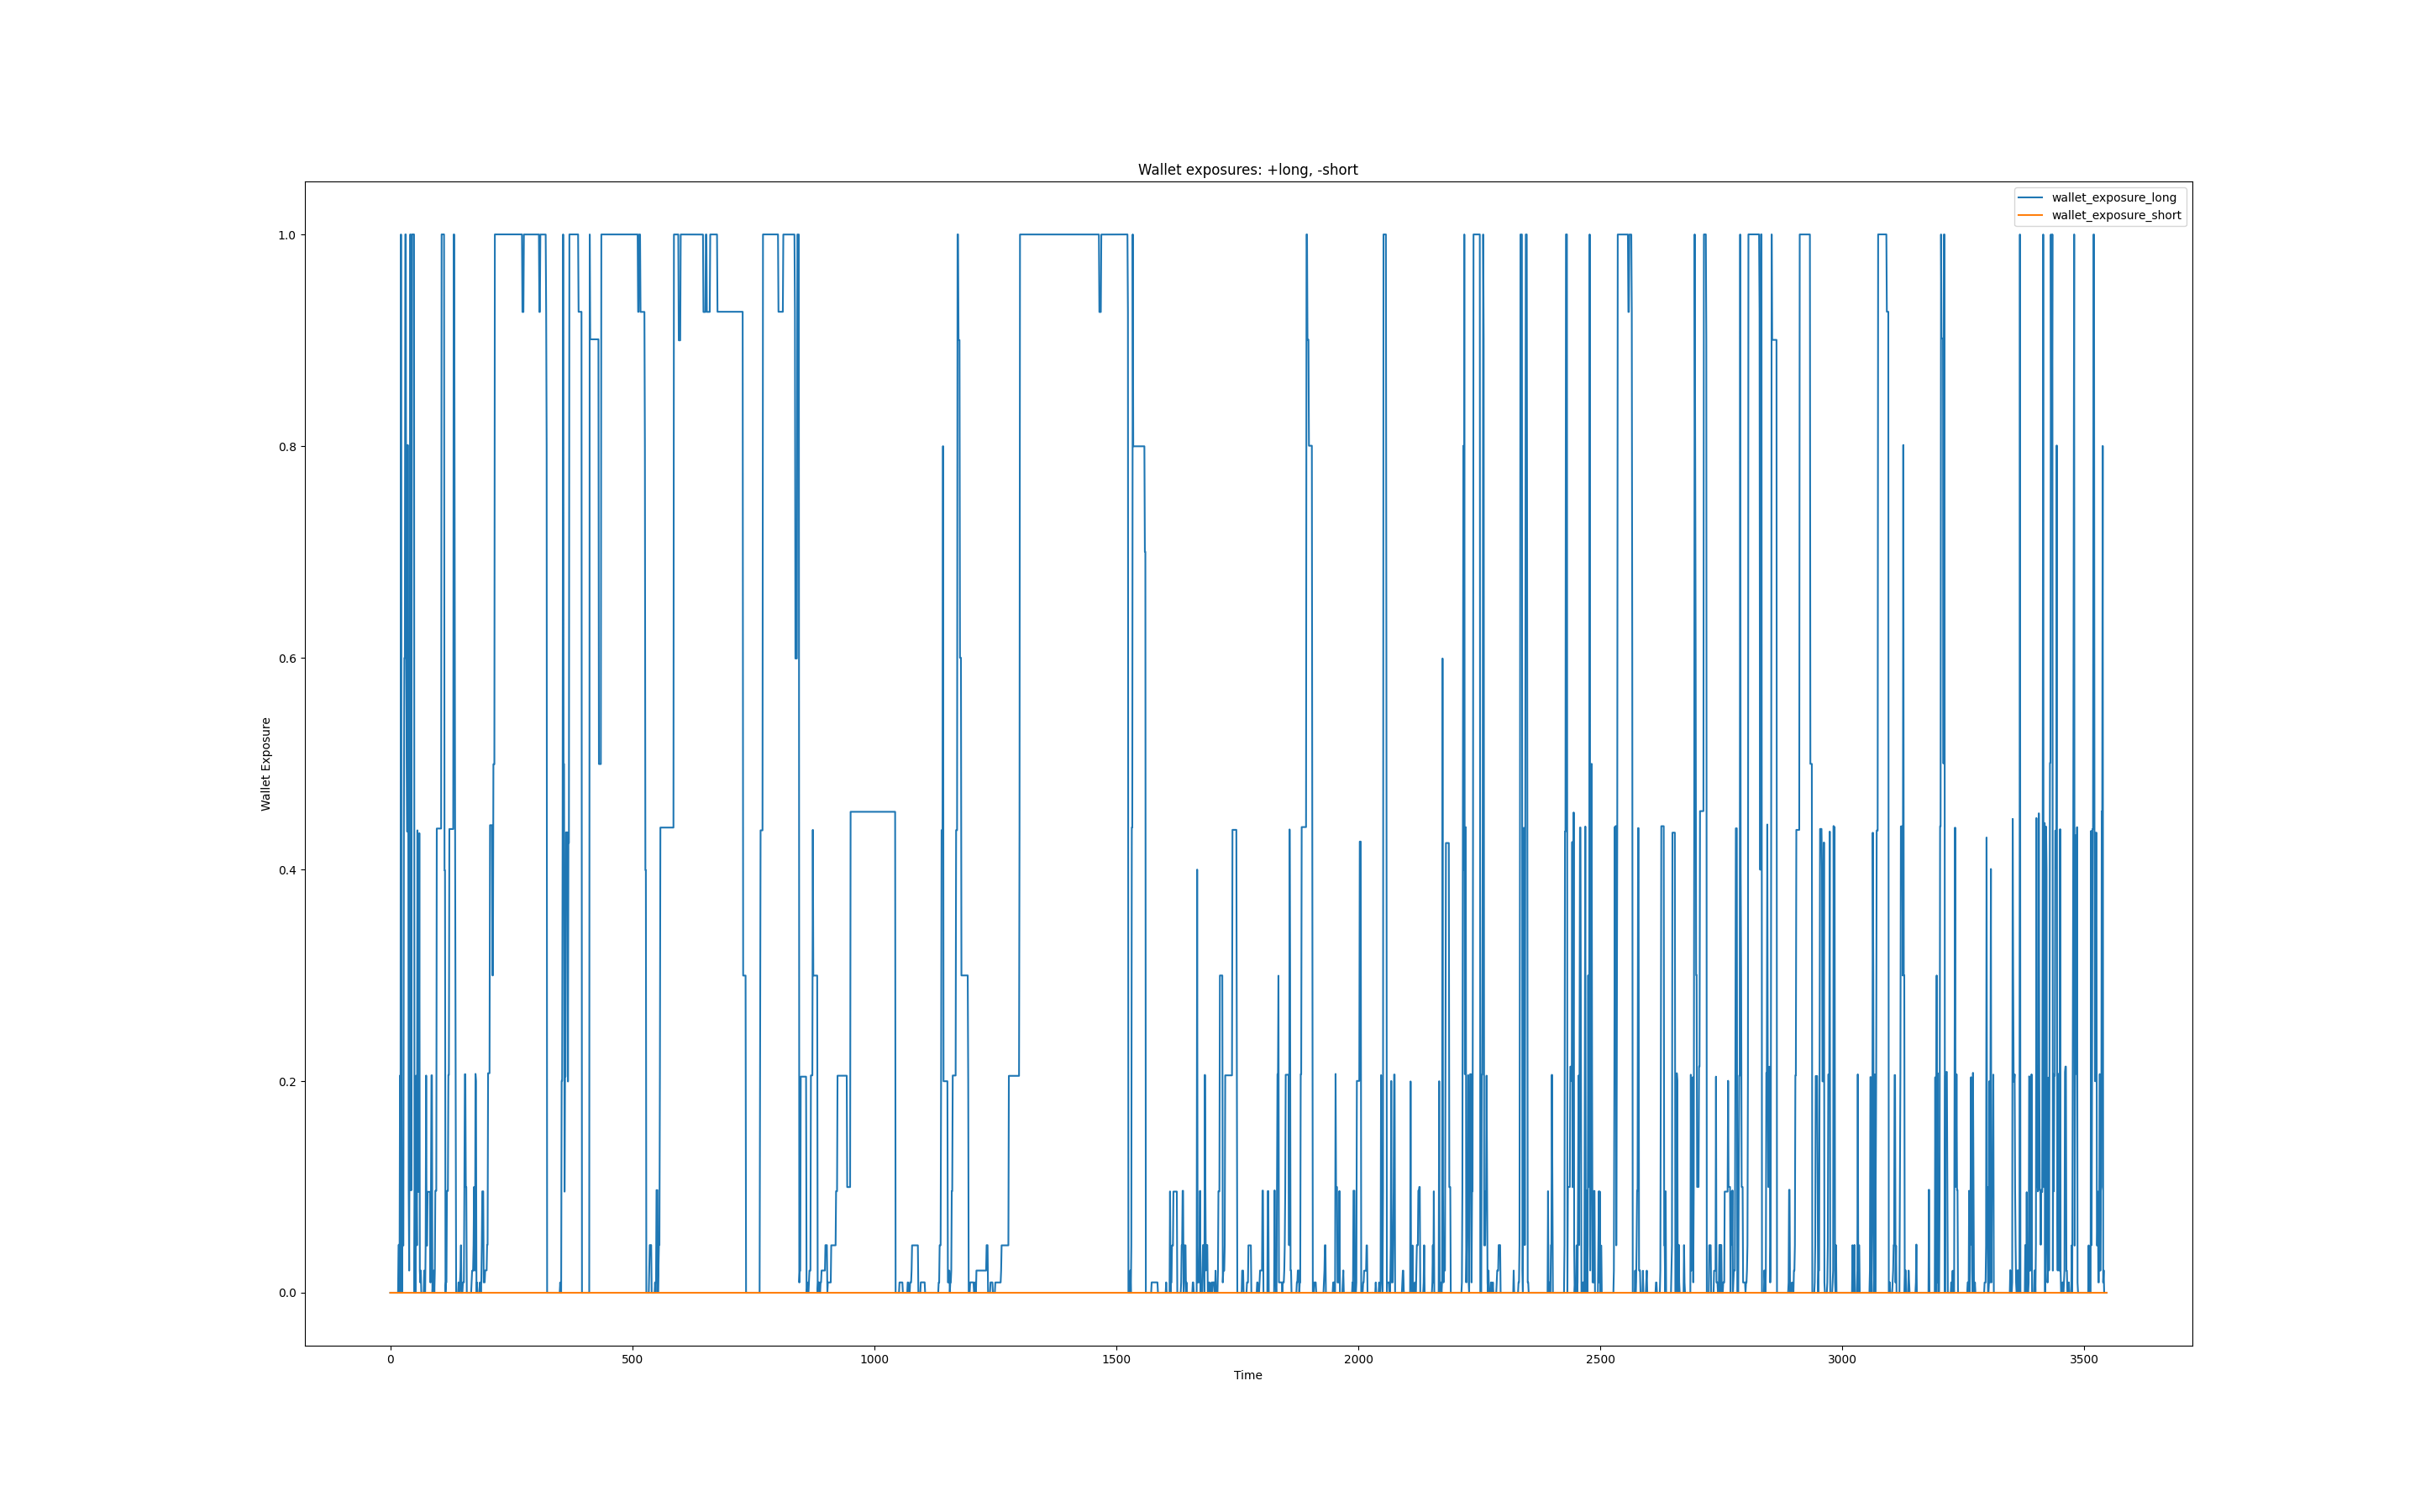 Wallet exposures: +long, -short
wallet_exposure_long
wallet_exposure_short
1.0
0.8
0.6
0.4
0.2
0.0
Wallet Exposure
0 500 1000 1500 2000 2500 3000 3500
Time